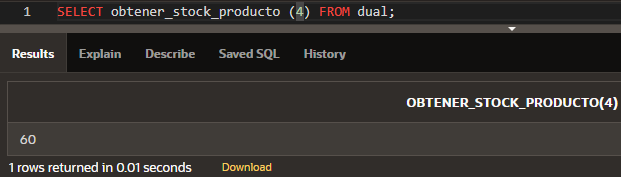 1 SELECT obtener_stock_producto (4) FROM dual;
Results Explain Describe Saved SQL History
OBTENER_STOCK_PRODUCTO(4)
60
1 rows returned in 0.01 seconds Download